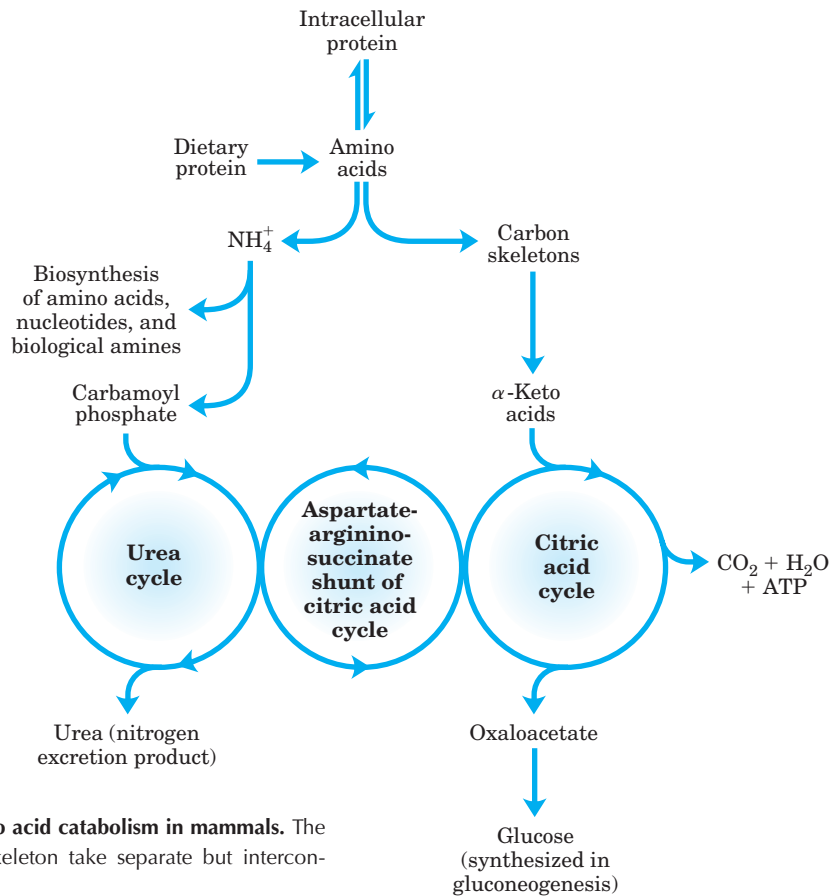 Intracellular
protein
Dietary
protein
Amino
acids
NH₄⁺
Carbon
skeletons
Biosynthesis
of amino acids,
nucleotides, and
biological amines
Carbamoyl
phosphate
α-Keto
acids
Urea
cycle
Aspartate-
arginino-
succinate
shunt of
citric acid
cycle
Citric
acid
cycle
CO₂ + H₂O
+ ATP
Urea (nitrogen
excretion product)
Oxaloacetate
Glucose
(synthesized in
gluconeogenesis)
o acid catabolism in mammals. The
keleton take separate but intercon-